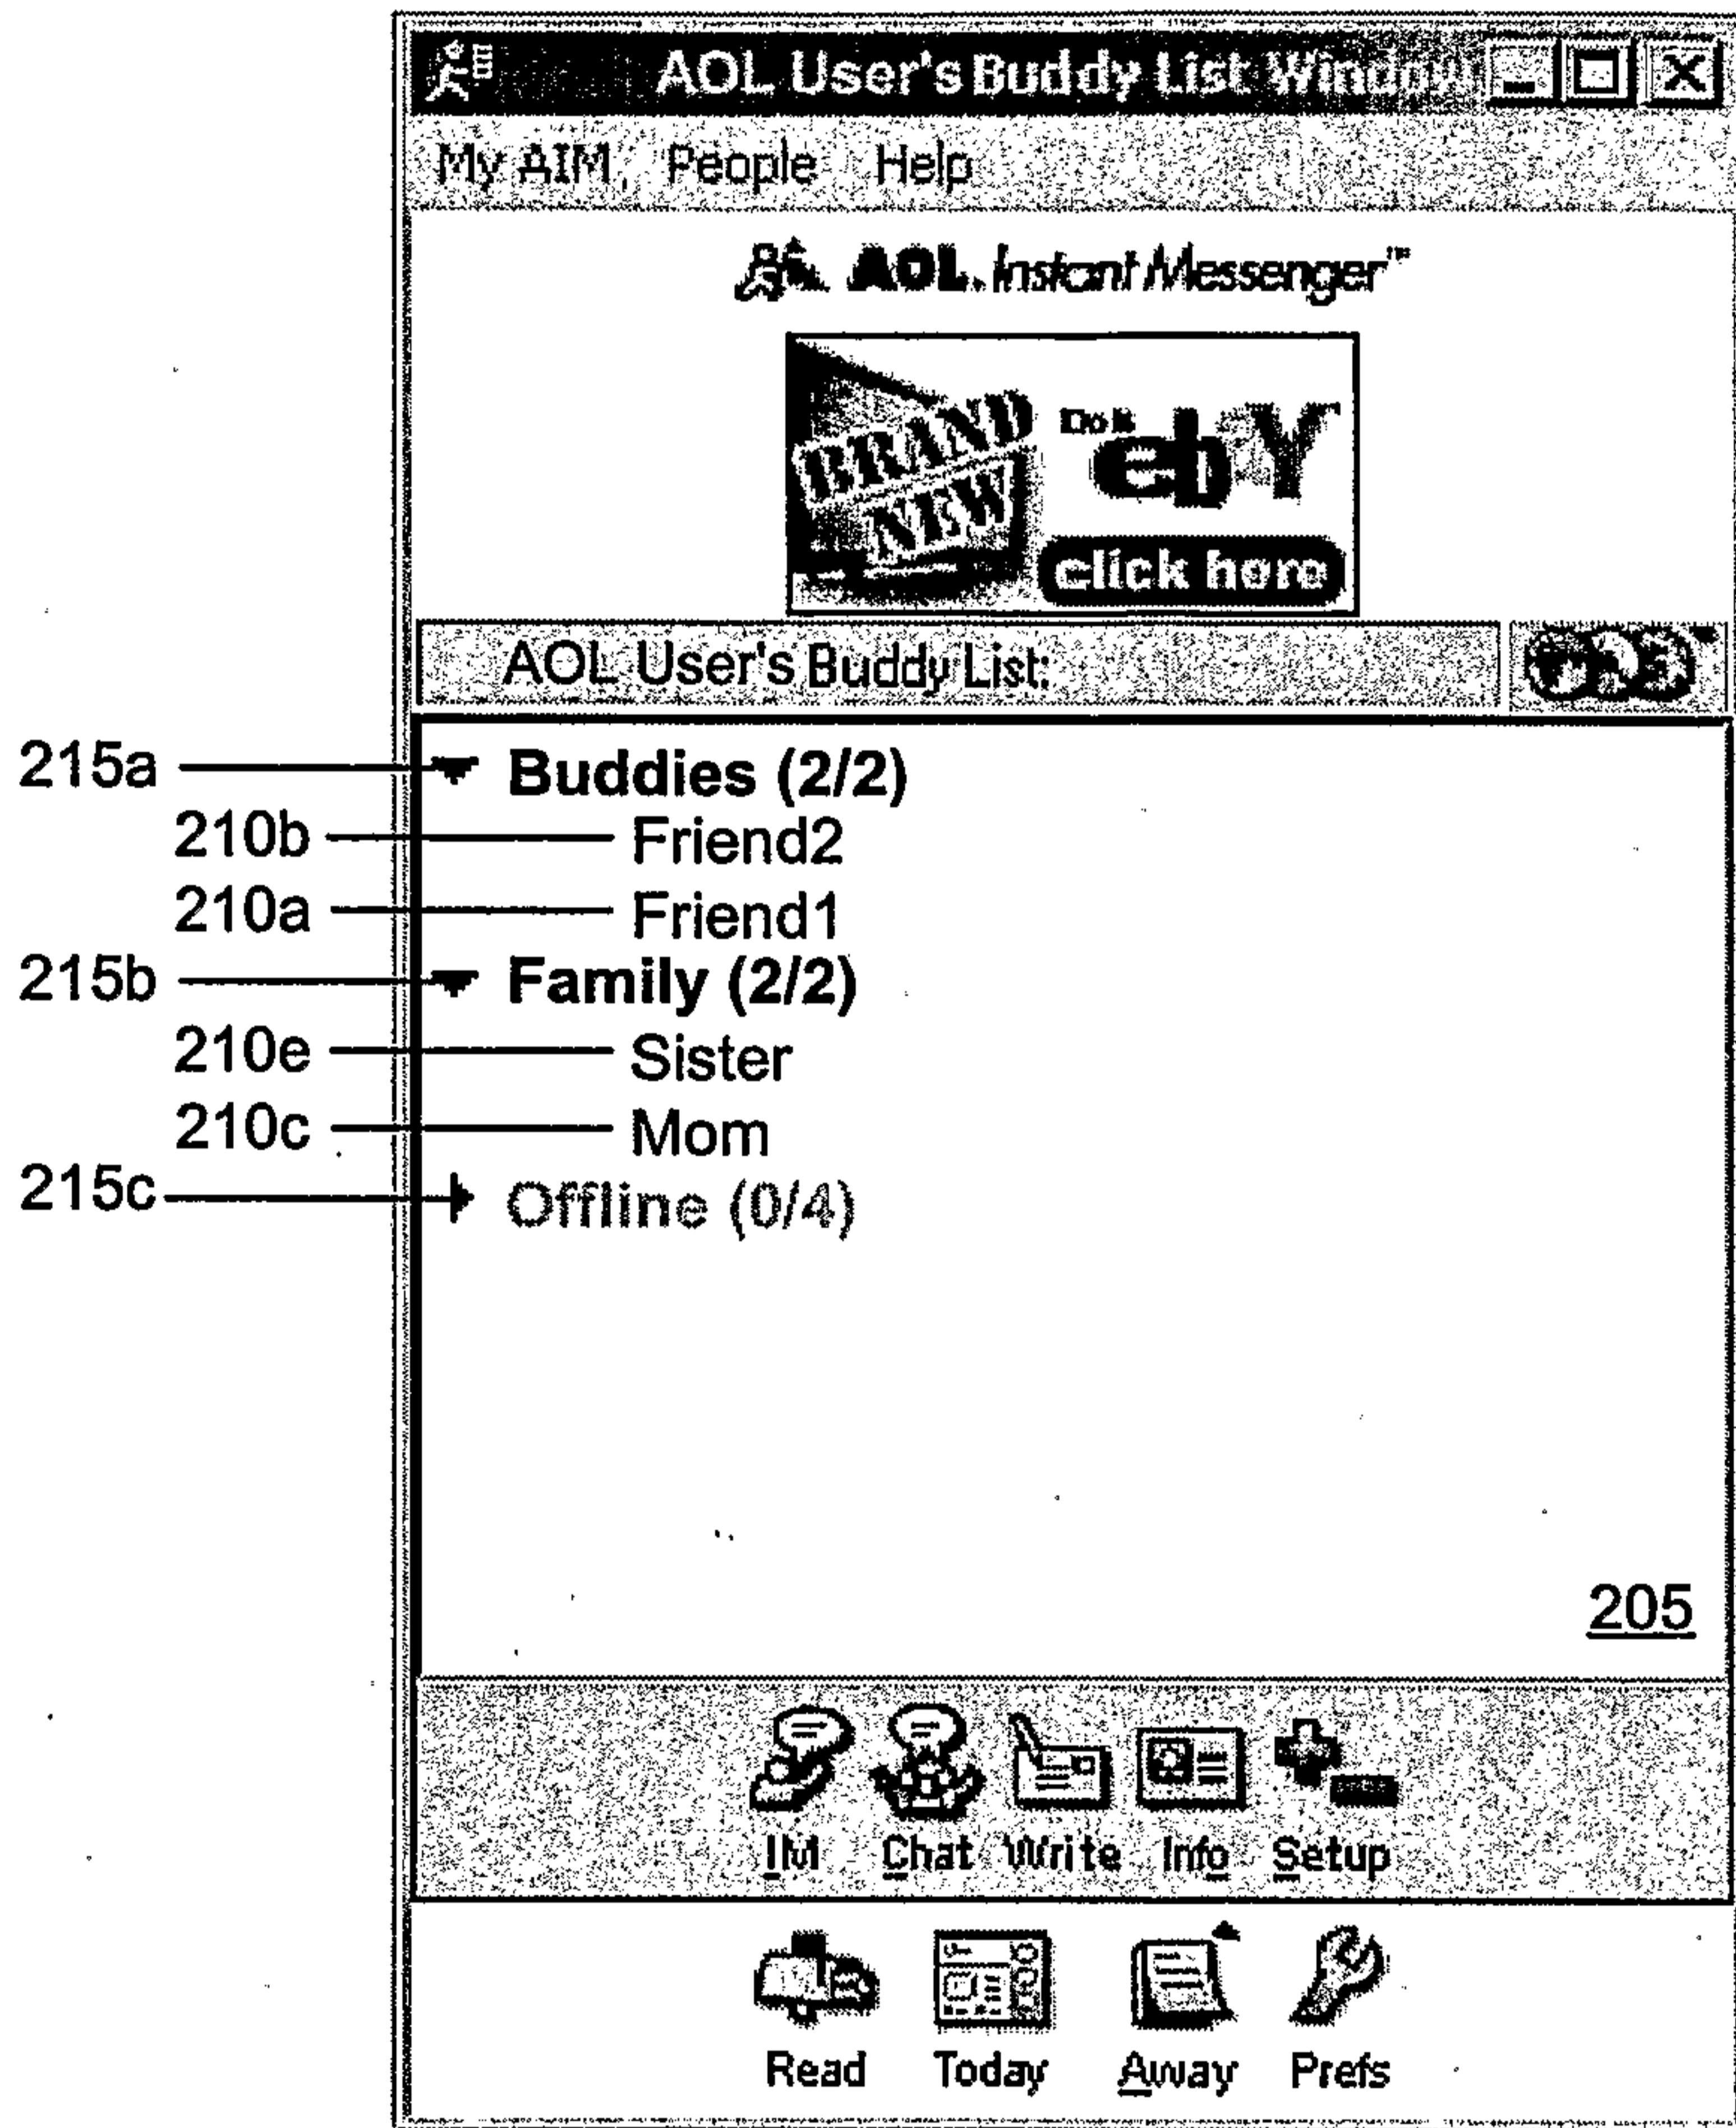 AOL User's Buddy List Window
My AIM People Help
AOL Instant Messenger™
BRAND NEW
Do it
ebY
click here
AOL User's Buddy List:
215a Buddies (2/2)
210b Friend2
210a Friend1
215b Family (2/2)
210e Sister
210c Mom
215c Offline (0/4)
205
IM Chat Write Info Setup
Read Today Away Prefs